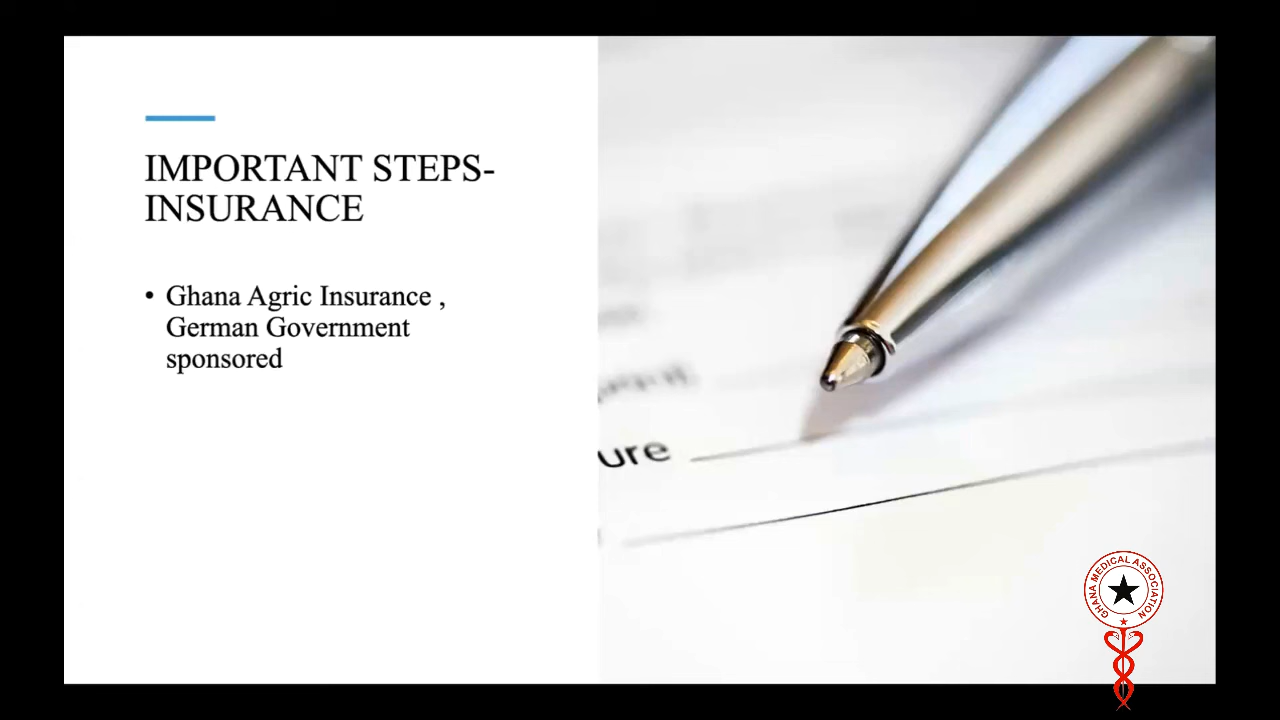 IMPORTANT STEPS-
INSURANCE
• Ghana Agric Insurance ,
German Government
sponsored
ure
GHANA MEDICAL ASSOCIATION